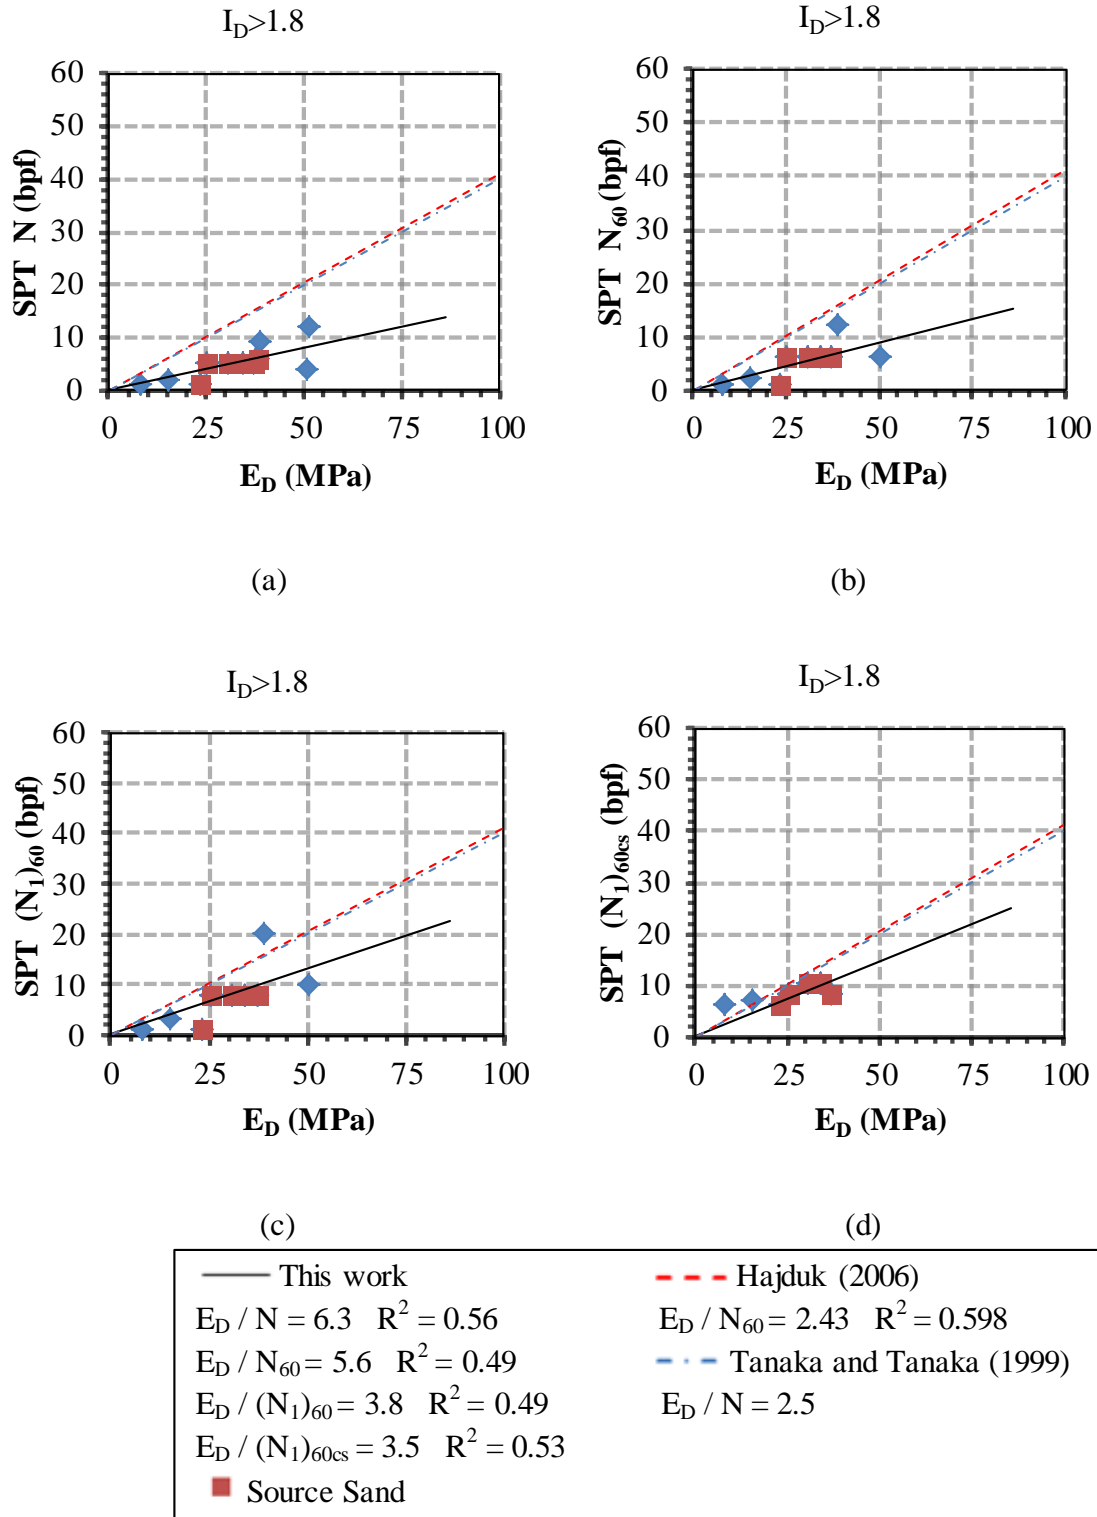 I_D>1.8
60
50
40
30
20
10
0
SPT N (bpf)
0 25 50 75 100
E_D (MPa)
(a)
I_D>1.8
60
50
40
30
20
10
0
SPT N_60 (bpf)
0 25 50 75 100
E_D (MPa)
(b)
I_D>1.8
60
50
40
30
20
10
0
SPT (N_1)_60 (bpf)
0 25 50 75 100
E_D (MPa)
(c)
I_D>1.8
60
50
40
30
20
10
0
SPT (N_1)_60cs (bpf)
0 25 50 75 100
E_D (MPa)
(d)
This work
E_D / N = 6.3 R^2 = 0.56
E_D / N_60 = 5.6 R^2 = 0.49
E_D / (N_1)_60 = 3.8 R^2 = 0.49
E_D / (N_1)_60cs = 3.5 R^2 = 0.53
Source Sand
Hajduk (2006)
E_D / N_60 = 2.43 R^2 = 0.598
Tanaka and Tanaka (1999)
E_D / N = 2.5